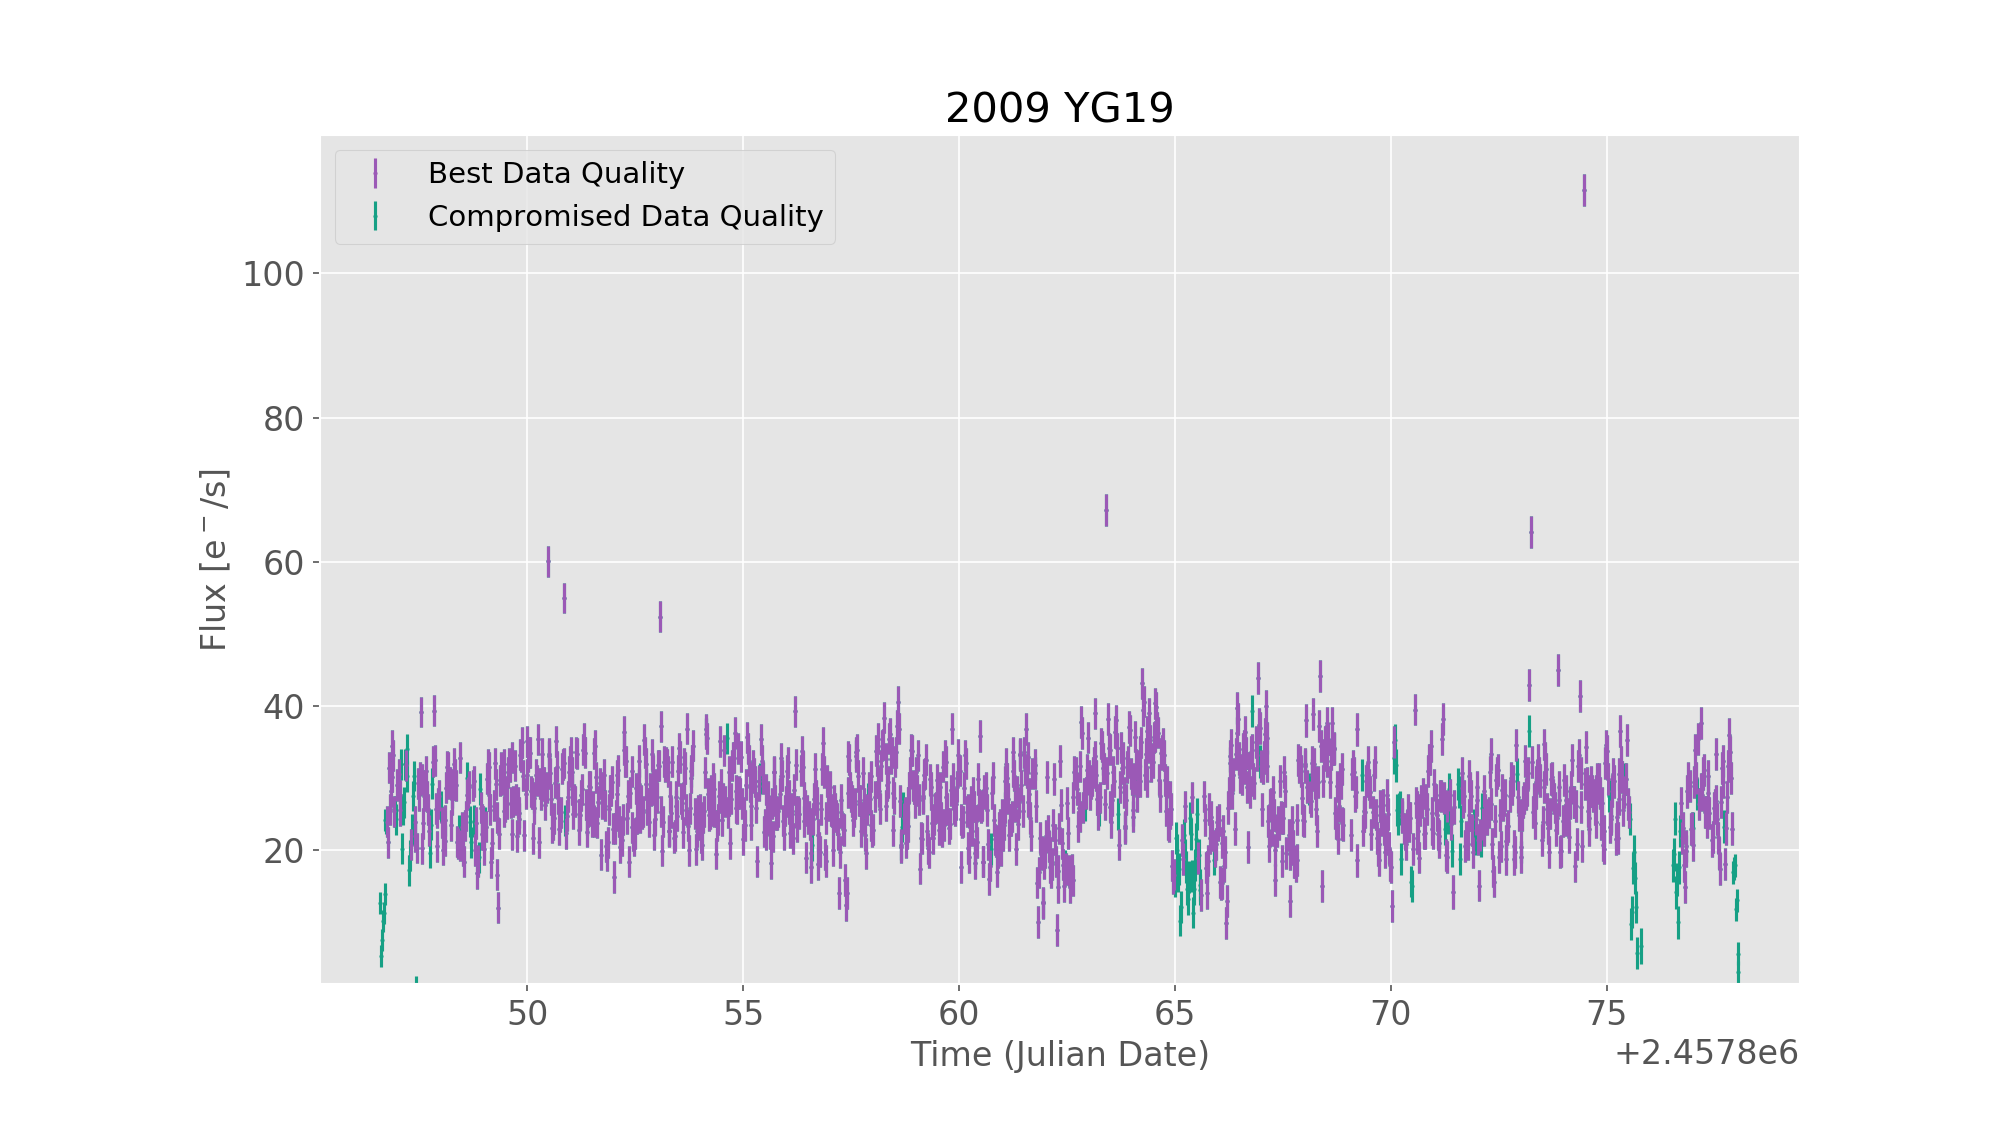 2009 YG19
Best Data Quality
Compromised Data Quality
100
80
60
40
20
Flux [e⁻/s]
50 55 60 65 70 75
Time (Julian Date)
+2.4578e6